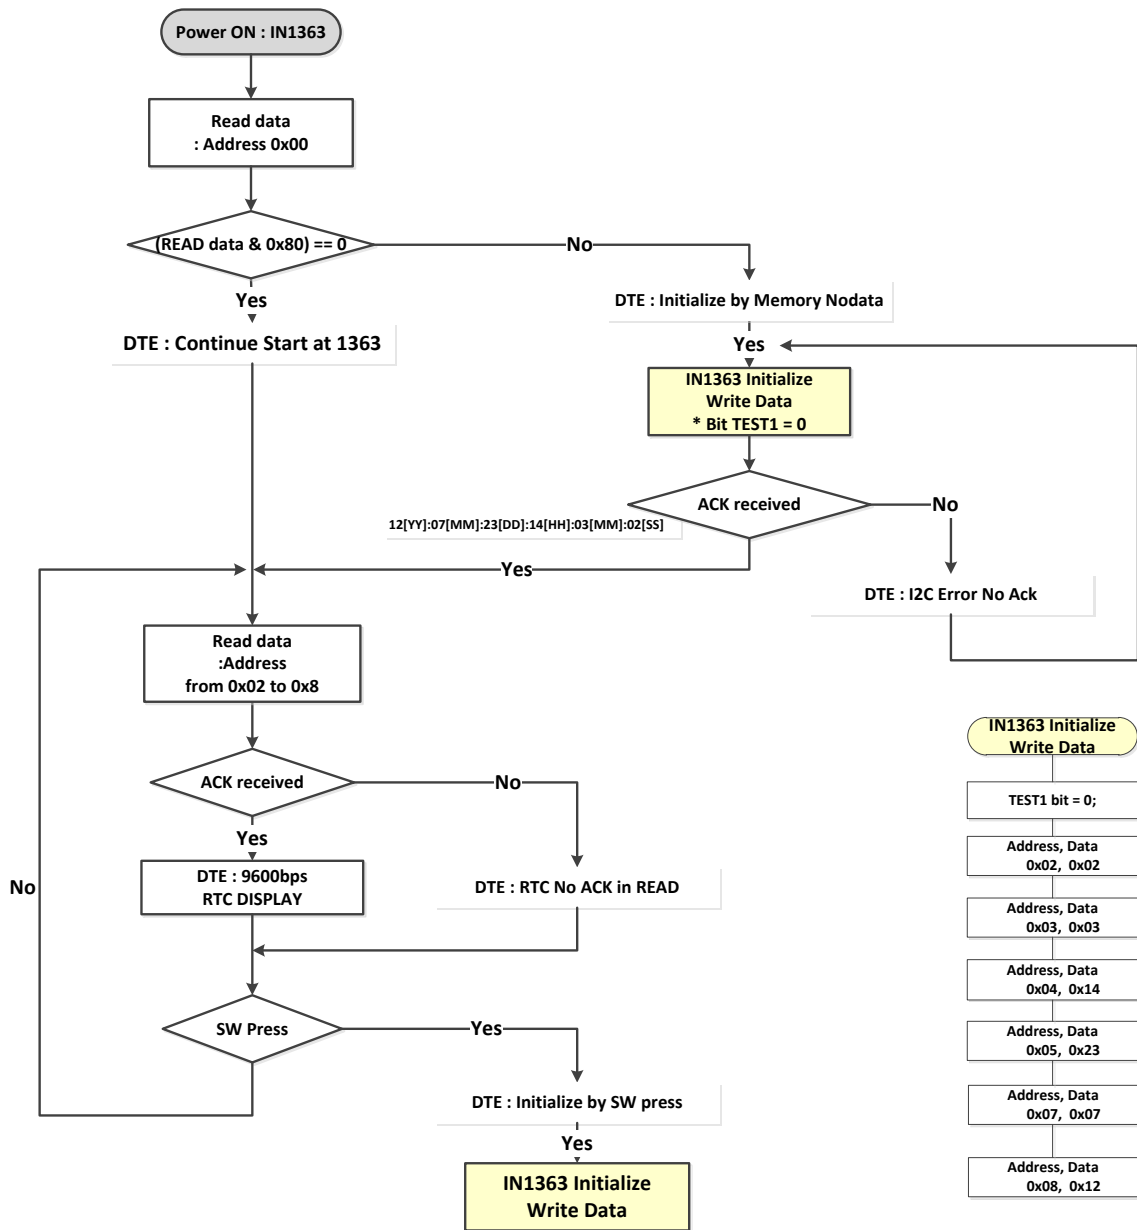 Power ON : IN1363
Read data
: Address 0x00
(READ data & 0x80) == 0
No
Yes
DTE : Initialize by Memory Nodata
DTE : Continue Start at 1363
Yes
IN1363 Initialize
Write Data
* Bit TEST1 = 0
ACK received
No
12[YY]:07[MM]:23[DD]:14[HH]:03[MM]:02[SS]
Yes
DTE : I2C Error No Ack
Read data
:Address
from 0x02 to 0x8
ACK received
No
Yes
DTE : 9600bps
RTC DISPLAY
No
DTE : RTC No ACK in READ
SW Press
Yes
DTE : Initialize by SW press
Yes
IN1363 Initialize
Write Data
IN1363 Initialize
Write Data
TEST1 bit = 0;
Address, Data
0x02, 0x02
Address, Data
0x03, 0x03
Address, Data
0x04, 0x14
Address, Data
0x05, 0x23
Address, Data
0x07, 0x07
Address, Data
0x08, 0x12